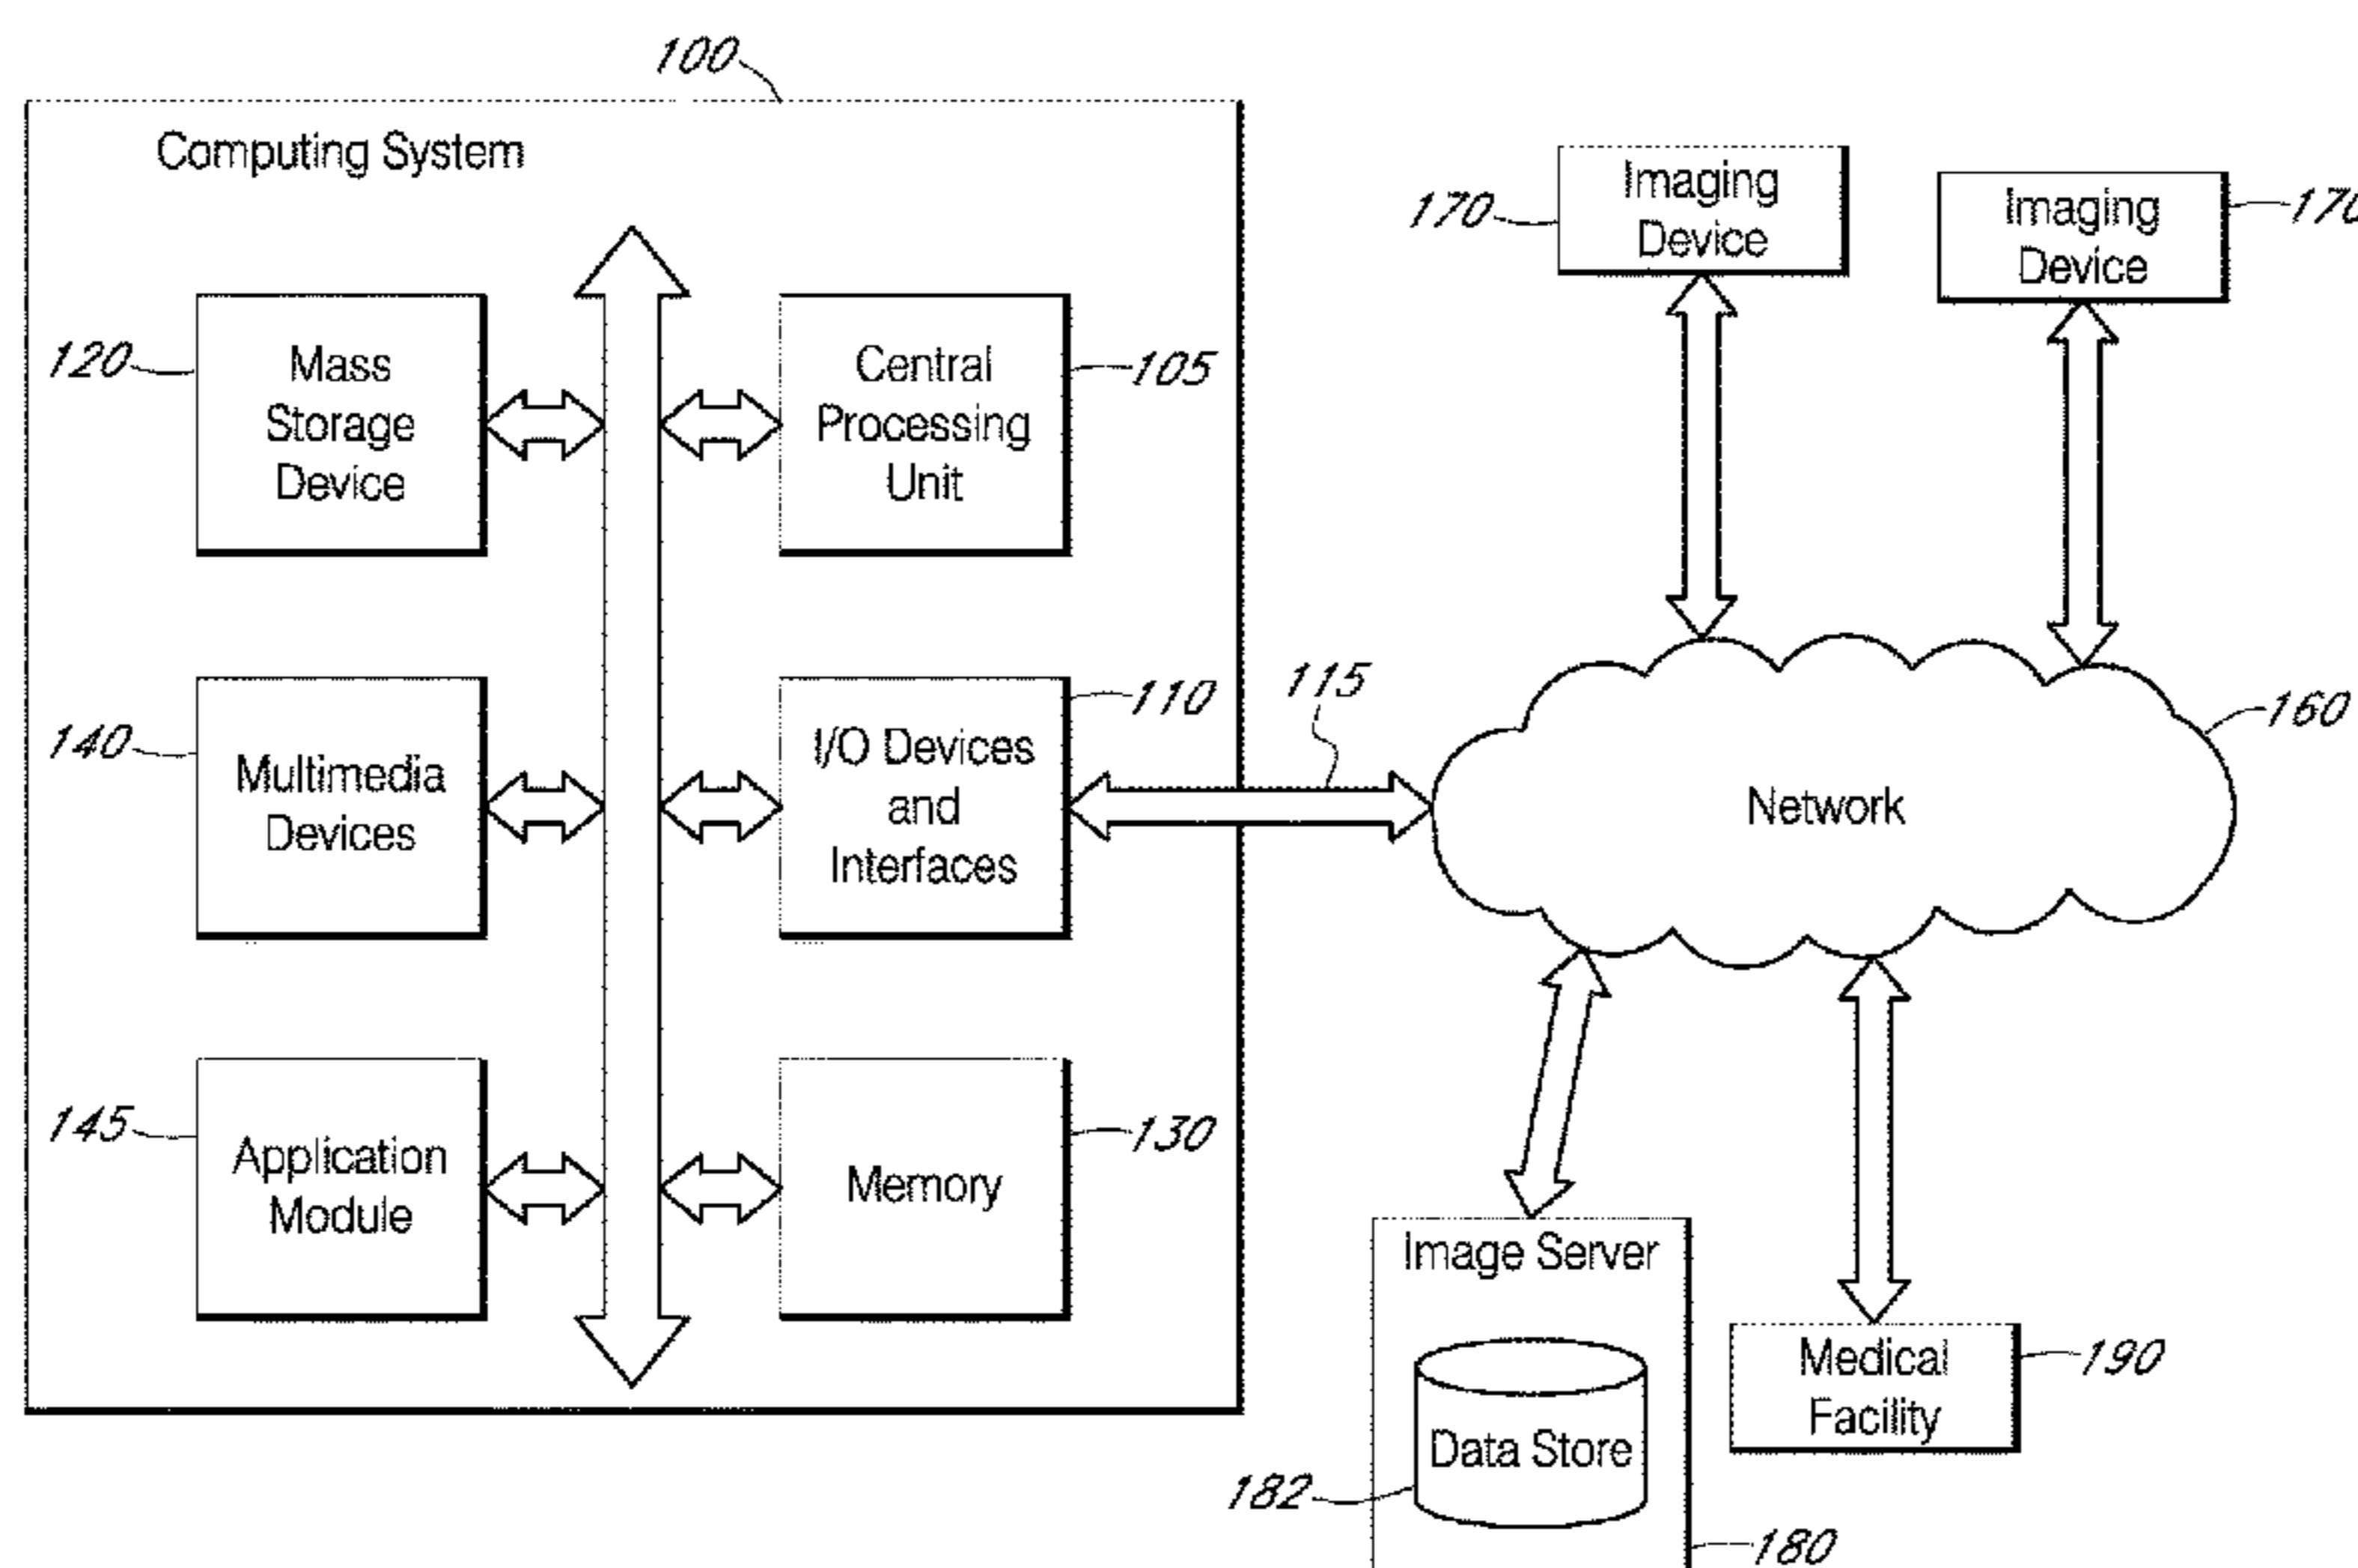 100
Computing System
Imaging
Device
170
Imaging
Device
170
120
Mass
Storage
Device
Central
Processing
Unit
105
140
Multimedia
Devices
I/O Devices
and
Interfaces
110
115
Network
160
145
Application
Module
Memory
130
Image Server
Data Store
182
180
Medical
Facility
190